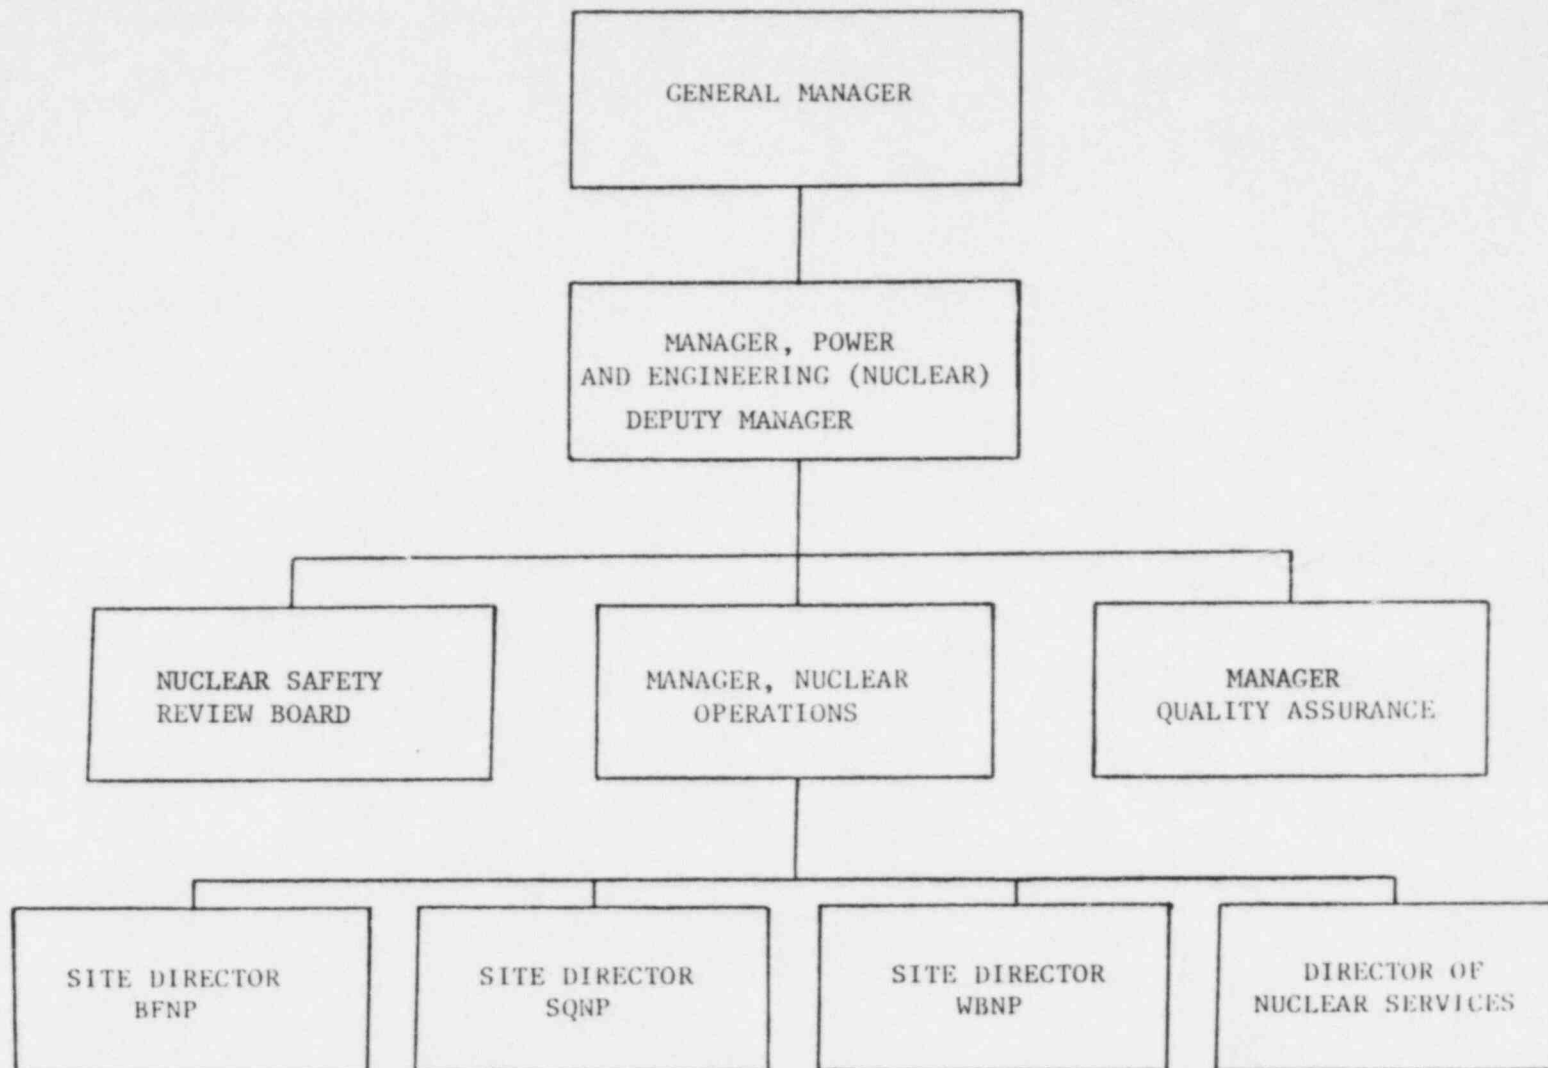 GENERAL MANAGER
MANAGER, POWER
AND ENGINEERING (NUCLEAR)
DEPUTY MANAGER
NUCLEAR SAFETY
REVIEW BOARD
MANAGER, NUCLEAR
OPERATIONS
MANAGER
QUALITY ASSURANCE
SITE DIRECTOR
BFNP
SITE DIRECTOR
SQNP
SITE DIRECTOR
WBNP
DIRECTOR OF
NUCLEAR SERVICES